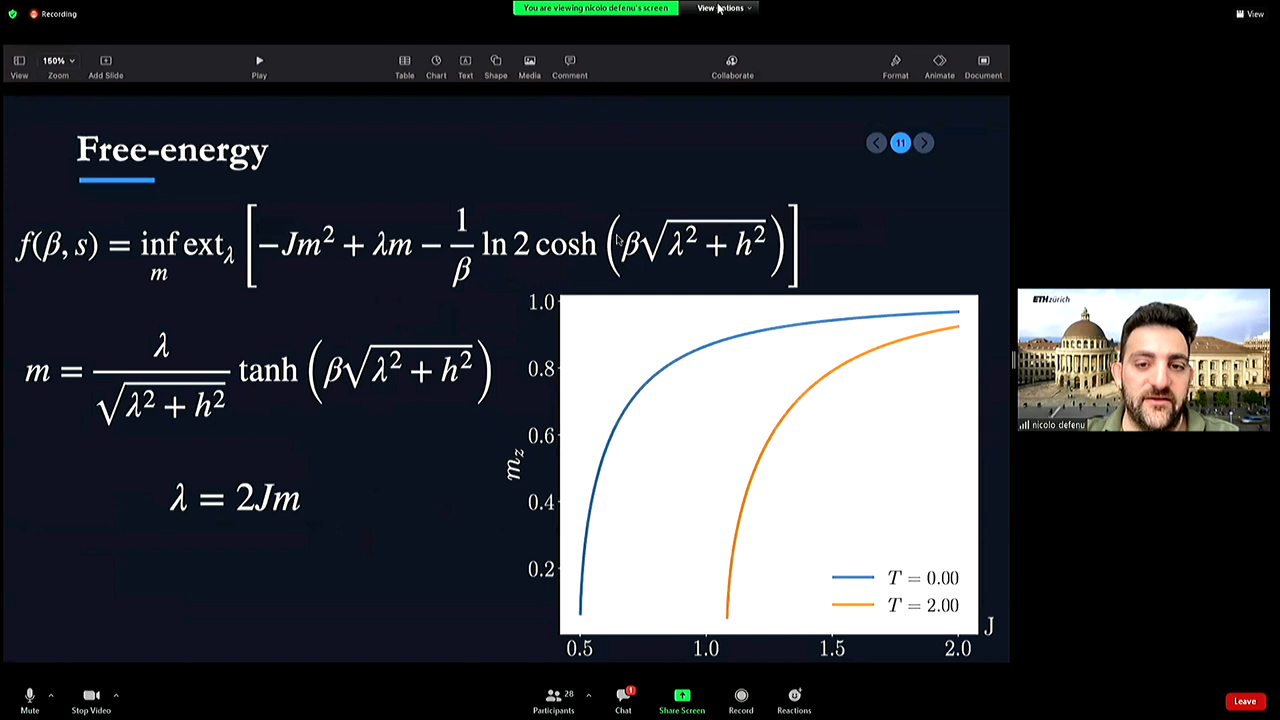 Recording
You are viewing nicolo defenu's screen
View Options
View
150%
View
Zoom
Add Slide
Play
Table
Chart
Text
Shape
Media
Comment
Collaborate
Format
Animate
Document
Free-energy
11
f(β, s) = inf_m ext_λ [−Jm² + λm − 1/β ln 2 cosh (β√(λ² + h²))]
m = λ/√(λ² + h²) tanh (β√(λ² + h²))
λ = 2Jm
m_z
1.0
0.8
0.6
0.4
0.2
T = 0.00
T = 2.00
J
0.5 1.0 1.5 2.0
ETH zürich
nicolo defenu
Mute
Stop Video
Participants
28
Chat
1
Share Screen
Record
Reactions
Leave